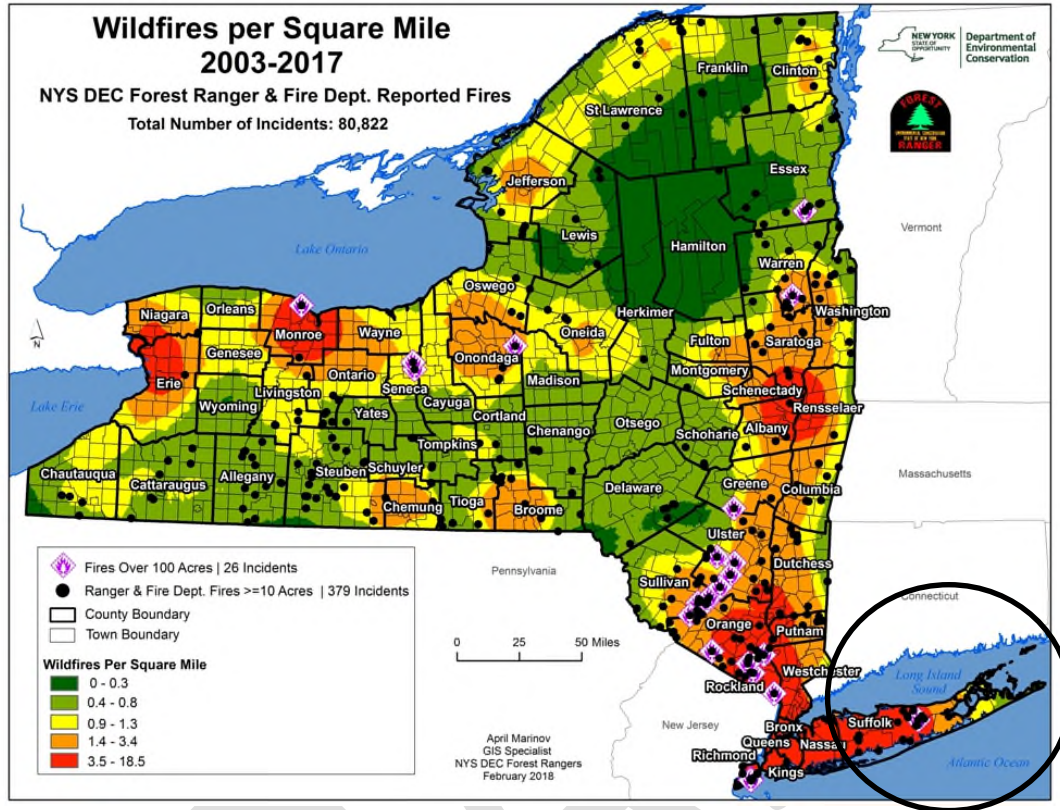 Wildfires per Square Mile
2003-2017
NYS DEC Forest Ranger & Fire Dept. Reported Fires
Total Number of Incidents: 80,822
NEW YORK
STATE OF
OPPORTUNITY
Department of
Environmental
Conservation
FOREST
RANGER
Franklin
Clinton
St Lawrence
Essex
Jefferson
Vermont
Lewis
Hamilton
Lake Ontario
Warren
Oswego
Herkimer
Washington
Niagara
Orleans
Monroe
Wayne
Oneida
Fulton
Saratoga
N
Genesee
Onondaga
Montgomery
Erie
Ontario
Seneca
Madison
Schenectady
Livingston
Cayuga
Rensselaer
Lake Erie
Wyoming
Yates
Cortland
Otsego
Albany
Chenango
Schoharie
Tompkins
Chautauqua
Cattaraugus
Allegany
Steuben
Schuyler
Massachusetts
Delaware
Greene
Columbia
Chemung
Tioga
Broome
Ulster
Fires Over 100 Acres | 26 Incidents
Pennsylvania
Sullivan
Dutchess
Ranger & Fire Dept. Fires >=10 Acres | 379 Incidents
Connecticut
County Boundary
Town Boundary
Orange
Putnam
0 25 50 Miles
Wildfires Per Square Mile
0 - 0.3
0.4 - 0.8
0.9 - 1.3
1.4 - 3.4
3.5 - 18.5
Westchester
Long Island
Sound
Rockland
New Jersey
Suffolk
Bronx
Queens
Nassau
Richmond
Kings
Atlantic Ocean
April Marinov
GIS Specialist
NYS DEC Forest Rangers
February 2018